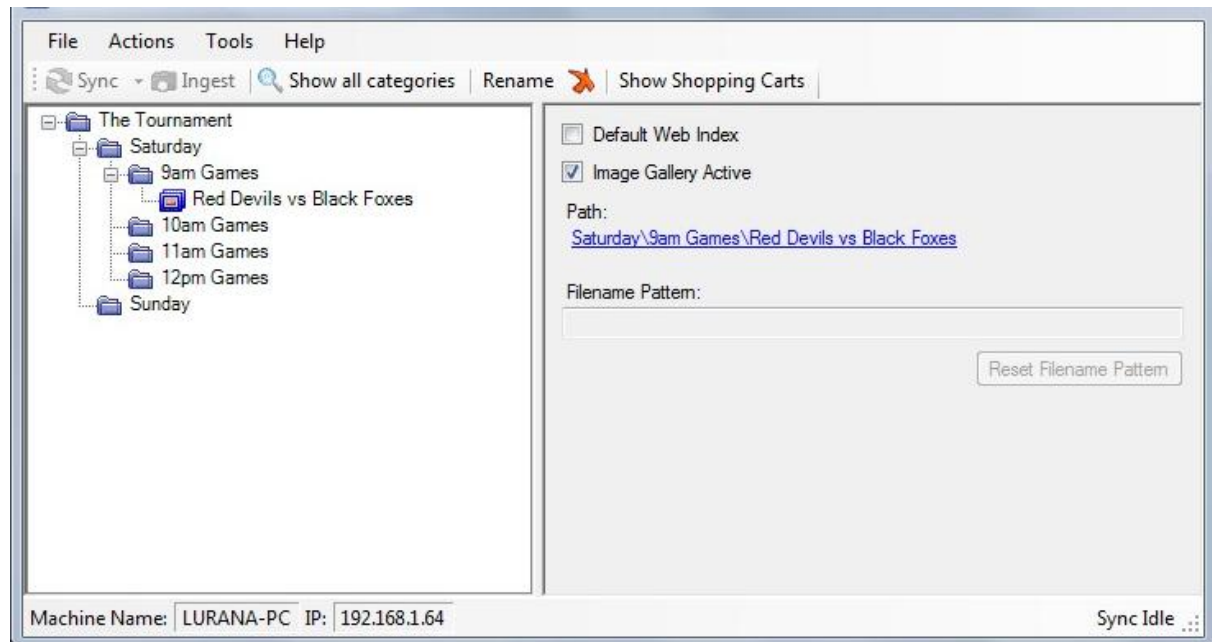 File Actions Tools Help
Sync Ingest Show all categories Rename Show Shopping Carts
The Tournament
Saturday
9am Games
Red Devils vs Black Foxes
10am Games
11am Games
12pm Games
Sunday
Default Web Index
Image Gallery Active
Path:
Saturday\9am Games\Red Devils vs Black Foxes
Filename Pattern:
Reset Filename Pattern
Machine Name: LURANA-PC IP: 192.168.1.64 Sync Idle